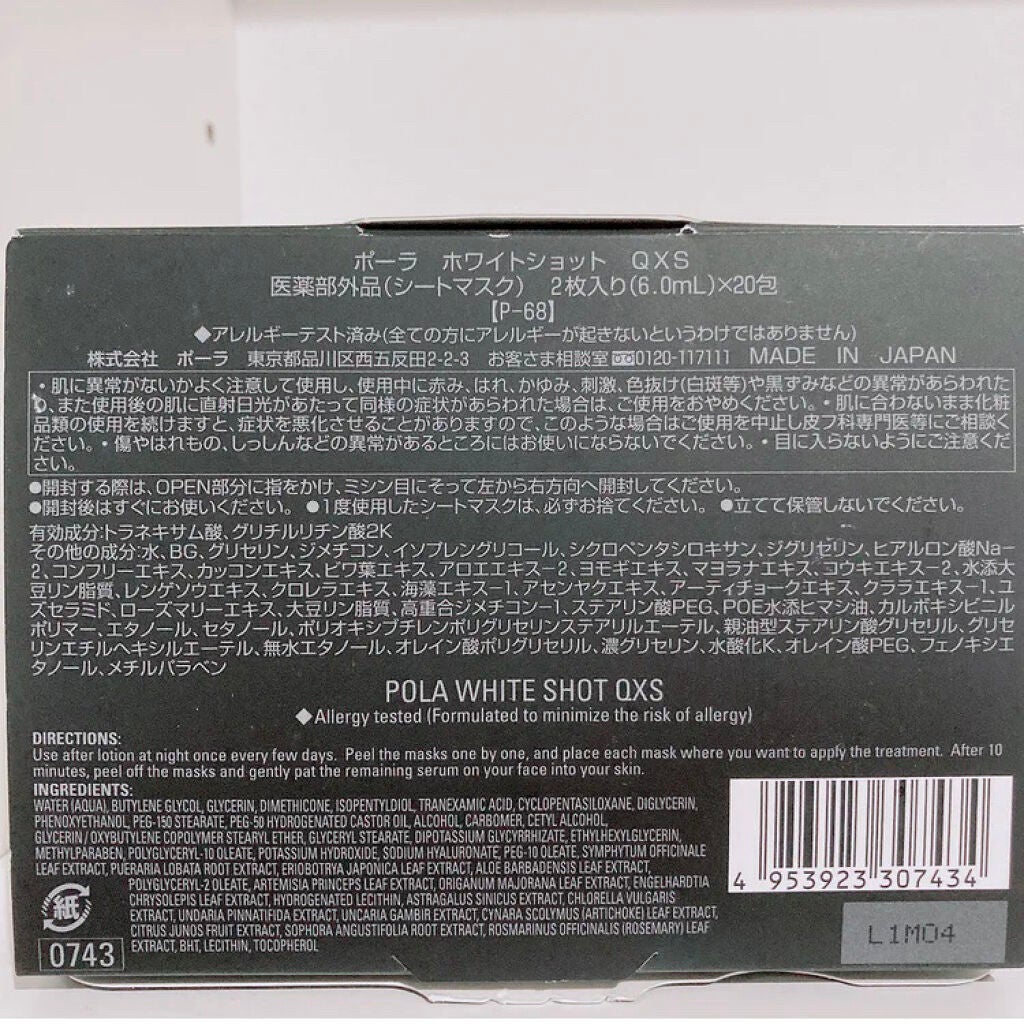 ポーラ ホワイトショット QXS
医薬部外品(シートマスク) 2枚入り(6.0mL)×20包
【P-68】
◆アレルギーテスト済み(全ての方にアレルギーが起きないというわけではありません)
株式会社 ポーラ 東京都品川区西五反田2-2-3 お客さま相談室 0120-117111 MADE IN JAPAN
・肌に異常がないかよく注意して使用し、使用中に赤み、はれ、かゆみ、刺激、色抜け(白斑等)や黒ずみなどの異常があらわれた
り、また使用後の肌に直射日光があたって同様の症状があらわれた場合は、ご使用をおやめください。・肌に合わないまま化粧
品類の使用を続けますと、症状を悪化させることがありますので、このような場合はご使用を中止し皮フ科専門医等にご相談く
ださい。・傷やはれもの、しっしんなどの異常があるところにはお使いにならないでください。・目に入らないようにご注意くだ
さい。
●開封する際は、OPEN部分に指をかけ、ミシン目にそって左から右方向へ開封してください。
●開封後はすぐにお使いください。●1度使用したシートマスクは、必ずお捨てください。●立てて保管しないでください。
有効成分:トラネキサム酸、グリチルリチン酸2K
その他の成分:水、BG、グリセリン、ジメチコン、イソプレングリコール、シクロペンタシロキサン、ジグリセリン、ヒアルロン酸Na-
2、コンフリーエキス、カッコンエキス、ビワ葉エキス、アロエエキス-2、ヨモギエキス、マヨラナエキス、コウキエキス-2、水添大
豆リン脂質、レンゲソウエキス、クロレラエキス、海藻エキス-1、アセンヤクエキス、アーティチョークエキス、クララエキス-1、ユ
ズセラミド、ローズマリーエキス、大豆リン脂質、高重合ジメチコン-1、ステアリン酸PEG、POE水添ヒマシ油、カルボキシビニル
ポリマー、エタノール、セタノール、ポリオキシブチレンポリグリセリンステアリルエーテル、親油型ステアリン酸グリセリル、グリセ
リンエチルヘキシルエーテル、無水エタノール、オレイン酸ポリグリセリル、濃グリセリン、水酸化K、オレイン酸PEG、フェノキシエ
タノール、メチルパラベン
POLA WHITE SHOT QXS
◆Allergy tested (Formulated to minimize the risk of allergy)
DIRECTIONS:
Use after lotion at night once every few days. Peel the masks one by one, and place each mask where you want to apply the treatment. After 10
minutes, peel off the masks and gently pat the remaining serum on your face into your skin.
INGREDIENTS:
WATER (AQUA), BUTYLENE GLYCOL, GLYCERIN, DIMETHICONE, ISOPENTYLDIOL, TRANEXAMIC ACID, CYCLOPENTASILOXANE, DIGLYCERIN,
PHENOXYETHANOL, PEG-150 STEARATE, PEG-50 HYDROGENATED CASTOR OIL, ALCOHOL, CARBOMER, CETYL ALCOHOL,
GLYCERIN / OXYBUTYLENE COPOLYMER STEARYL ETHER, GLYCERYL STEARATE, DIPOTASSIUM GLYCYRRHIZATE, ETHYLHEXYLGLYCERIN,
METHYLPARABEN, POLYGLYCERYL-10 OLEATE, POTASSIUM HYDROXIDE, SODIUM HYALURONATE, PEG-10 OLEATE, SYMPHYTUM OFFICINALE
LEAF EXTRACT, PUERARIA LOBATA ROOT EXTRACT, ERIOBOTRYA JAPONICA LEAF EXTRACT, ALOE BARBADENSIS LEAF EXTRACT,
POLYGLYCERYL-2 OLEATE, ARTEMISIA PRINCEPS LEAF EXTRACT, ORIGANUM MAJORANA LEAF EXTRACT, ENGELHARDTIA
CHRYSOLEPIS LEAF EXTRACT, HYDROGENATED LECITHIN, ASTRAGALUS SINICUS EXTRACT, CHLORELLA VULGARIS
EXTRACT, UNDARIA PINNATIFIDA EXTRACT, UNCARIA GAMBIR EXTRACT, CYNARA SCOLYMUS (ARTICHOKE) LEAF EXTRACT,
CITRUS JUNOS FRUIT EXTRACT, SOPHORA ANGUSTIFOLIA ROOT EXTRACT, ROSMARINUS OFFICINALIS (ROSEMARY) LEAF
EXTRACT, BHT, LECITHIN, TOCOPHEROL
紙
0743
4 953923 307434
L1M04